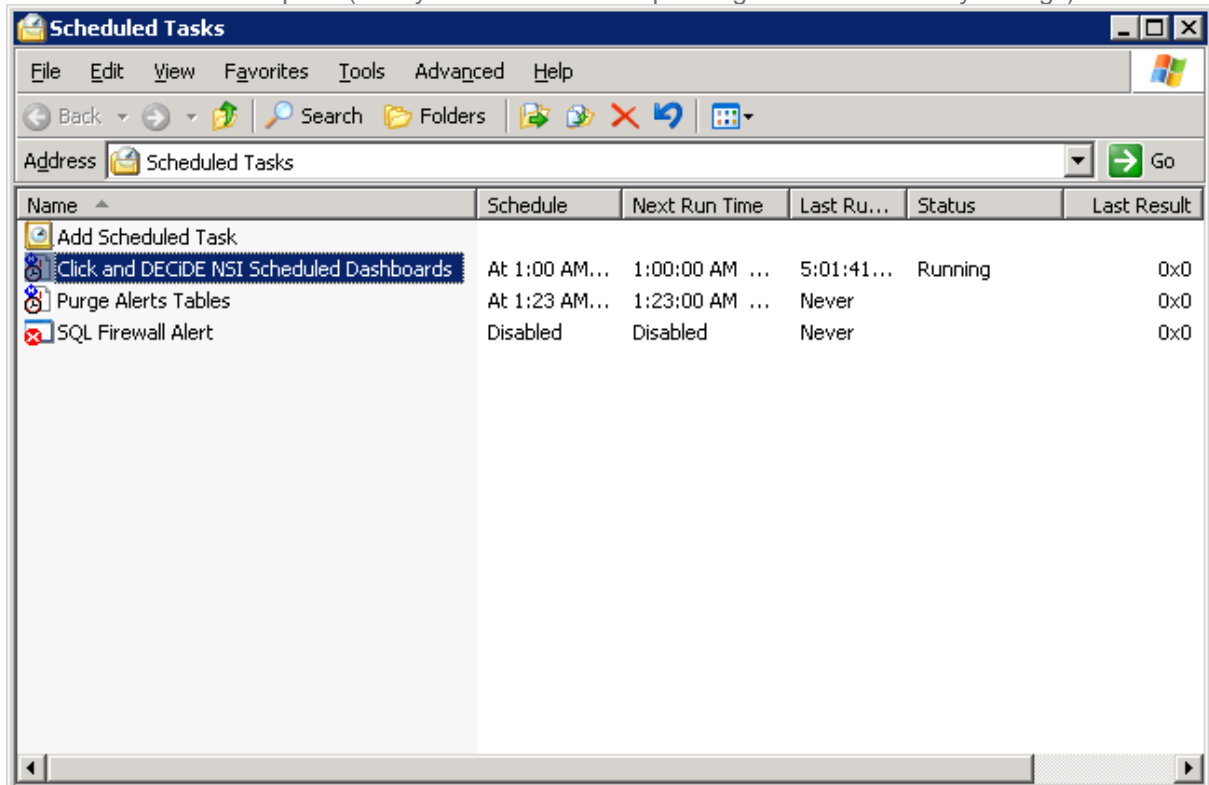 Scheduled Tasks
File Edit View Favorites Tools Advanced Help
Back Search Folders
Address Scheduled Tasks Go
Name Schedule Next Run Time Last Ru... Status Last Result
Add Scheduled Task
Click and DECiDE NSI Scheduled Dashboards At 1:00 AM... 1:00:00 AM ... 5:01:41... Running 0x0
Purge Alerts Tables At 1:23 AM... 1:23:00 AM ... Never 0x0
SQL Firewall Alert Disabled Disabled Never 0x0